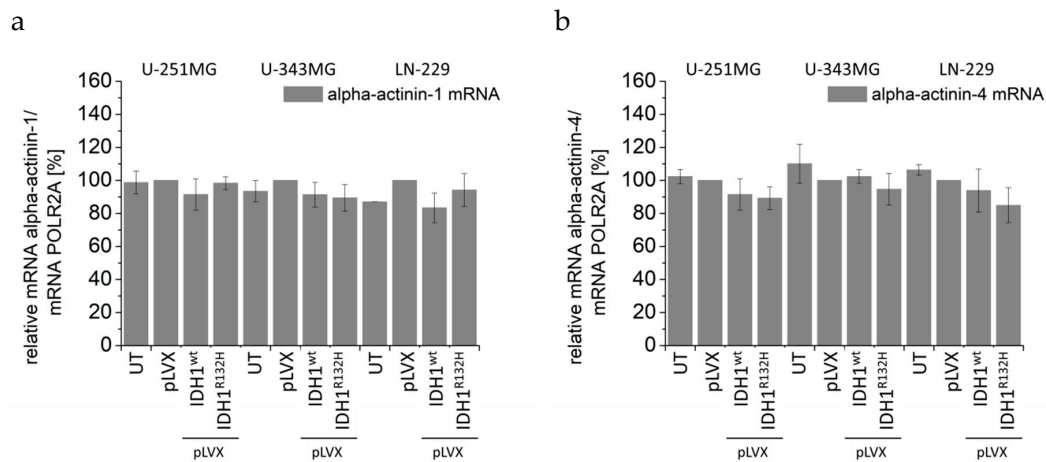 a
U-251MG U-343MG LN-229
alpha-actinin-1 mRNA
relative mRNA alpha-actinin-1/
mRNA POLR2A [%]
160
140
120
100
80
60
40
20
0
UT
pLVX
IDH1wt
IDH1R132H
UT
pLVX
IDH1wt
IDH1R132H
UT
pLVX
IDH1wt
IDH1R132H
pLVX pLVX pLVX
b
U-251MG U-343MG LN-229
alpha-actinin-4 mRNA
relative mRNA alpha-actinin-4/
mRNA POLR2A [%]
160
140
120
100
80
60
40
20
0
UT
pLVX
IDH1wt
IDH1R132H
UT
pLVX
IDH1wt
IDH1R132H
UT
pLVX
IDH1wt
IDH1R132H
pLVX pLVX pLVX